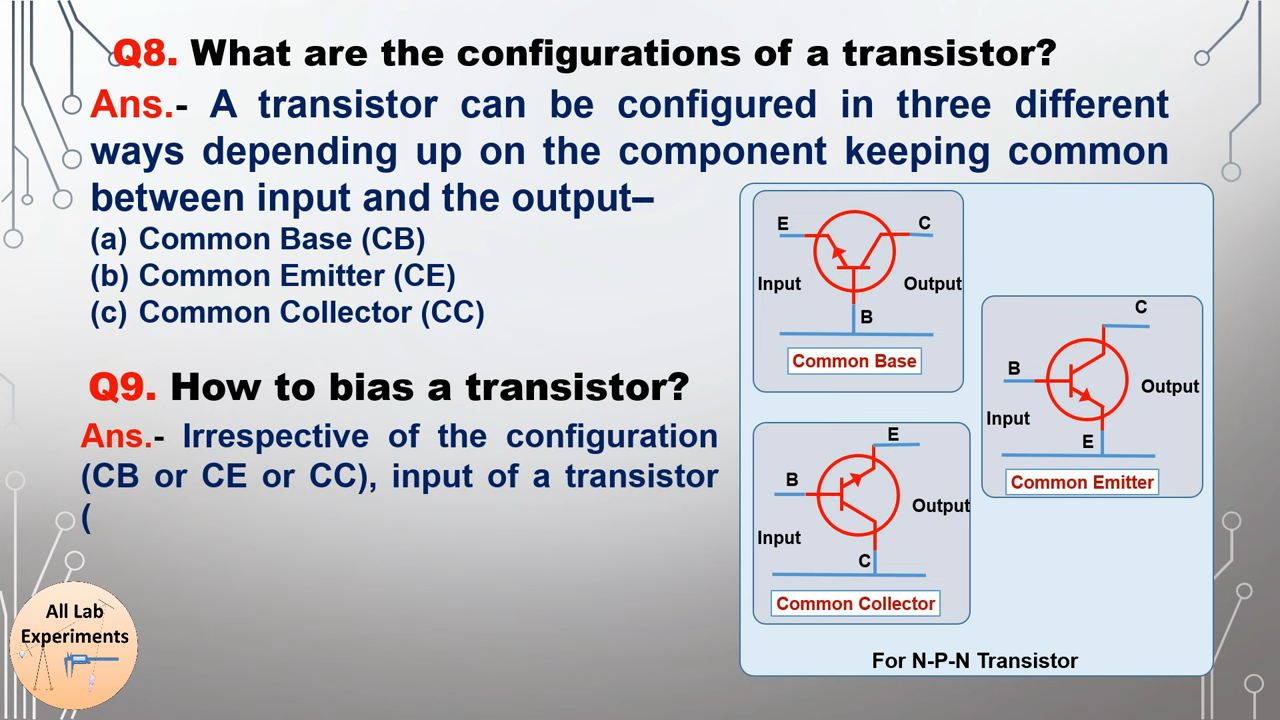 Q8. What are the configurations of a transistor?
Ans.- A transistor can be configured in three different
ways depending up on the component keeping common
between input and the output–
(a) Common Base (CB)
(b) Common Emitter (CE)
(c) Common Collector (CC)
Q9. How to bias a transistor?
Ans.- Irrespective of the configuration
(CB or CE or CC), input of a transistor
(
E
C
Input
Output
B
Common Base
C
B
Output
Input
E
Common Emitter
E
B
Output
Input
C
Common Collector
For N-P-N Transistor
All Lab
Experiments